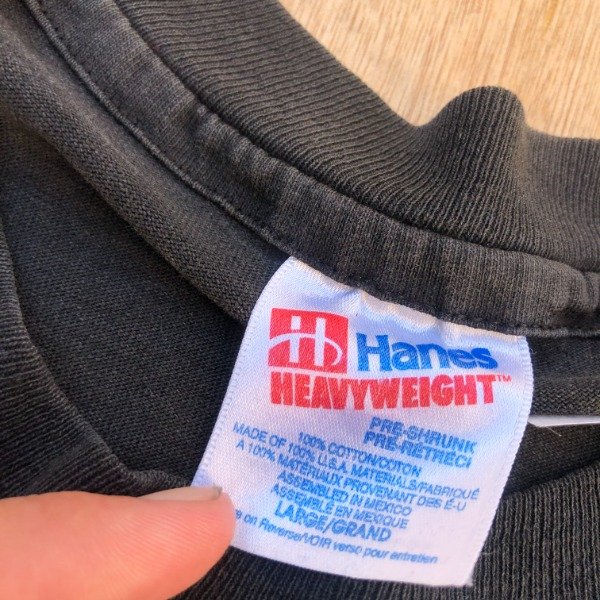 Hanes
HEAVYWEIGHT™
PRE-SHRUNK
PRE-RÉTRÉCI
100% COTTON/COTON
MADE OF 100% U.S.A. MATERIALS/FABRIQUÉ
À 100% MATÉRIAUX PROVENANT DES É-U
ASSEMBLED IN MEXICO
ASSEMBLÉ EN MEXIQUE
LARGE/GRAND
on Reverse/VOIR verso pour entretien